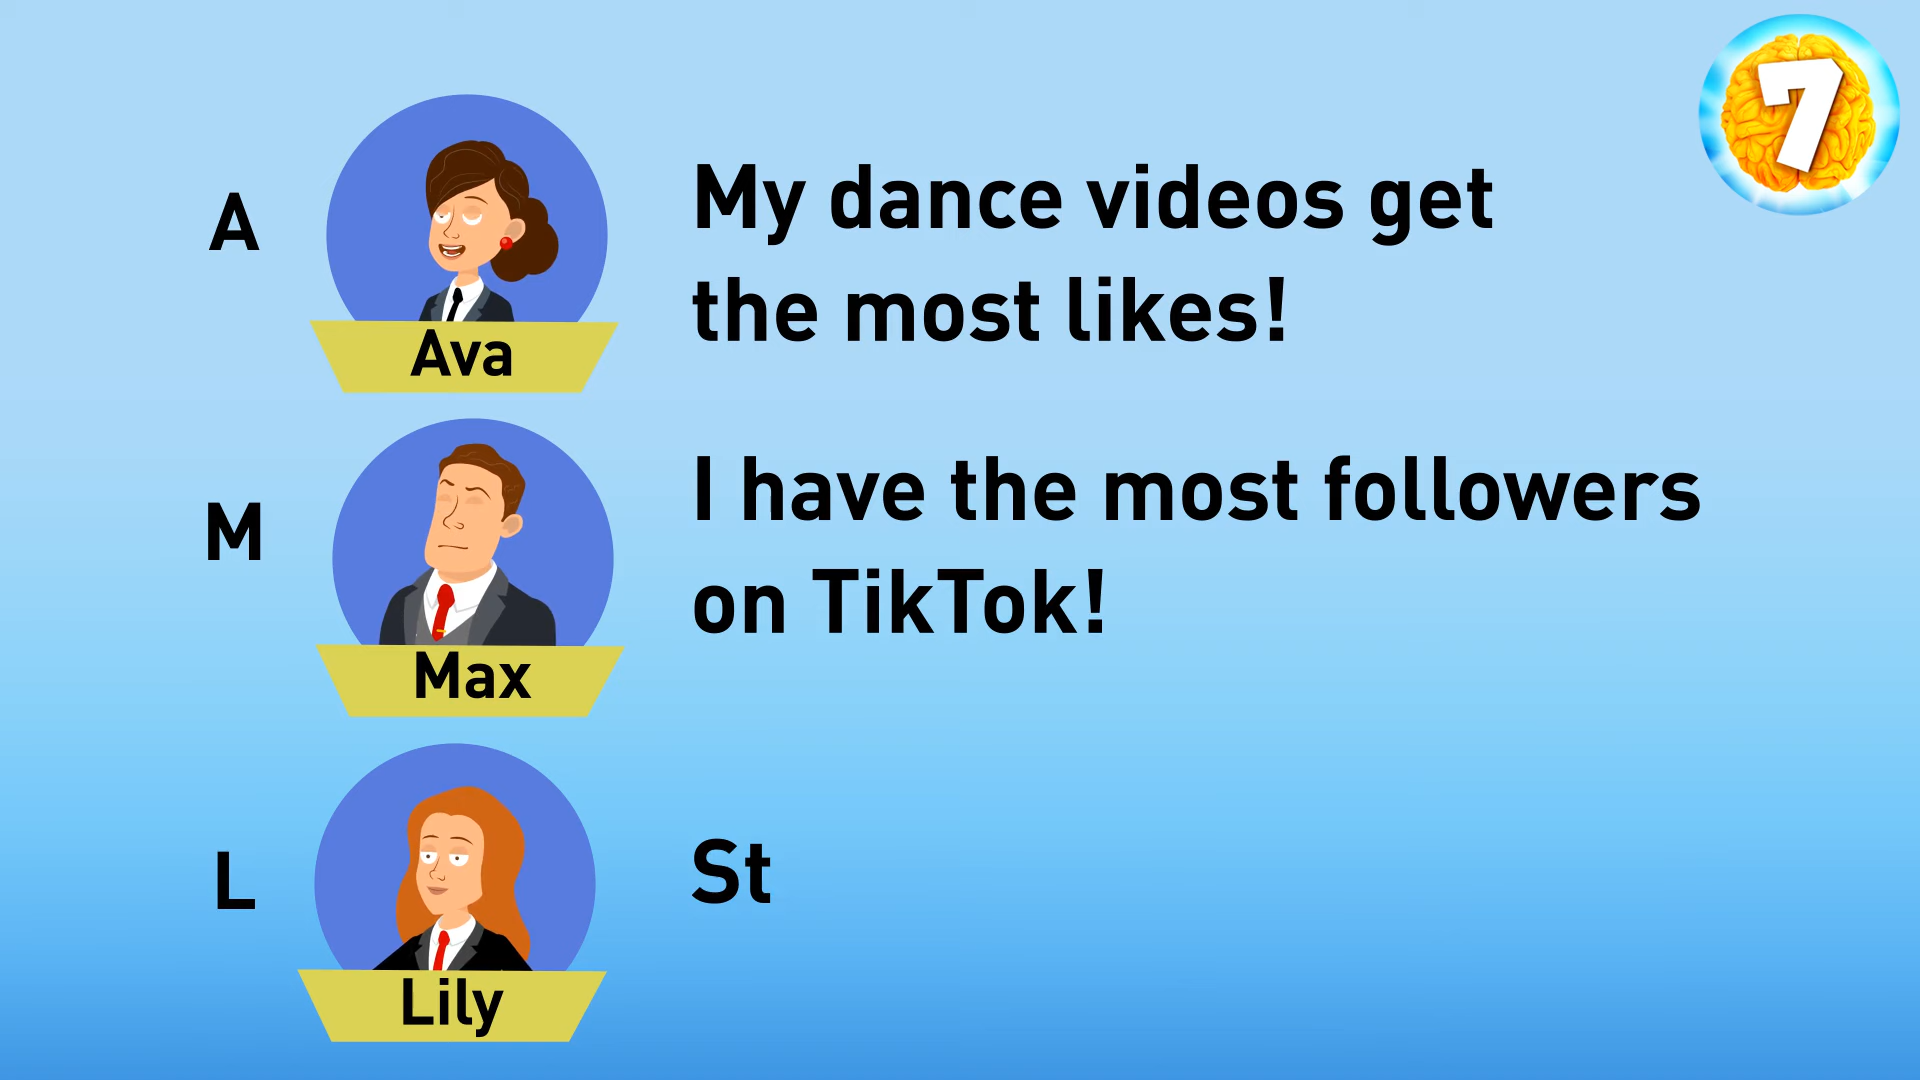 7
A
My dance videos get
the most likes!
Ava
M
I have the most followers
on TikTok!
Max
L
St
Lily